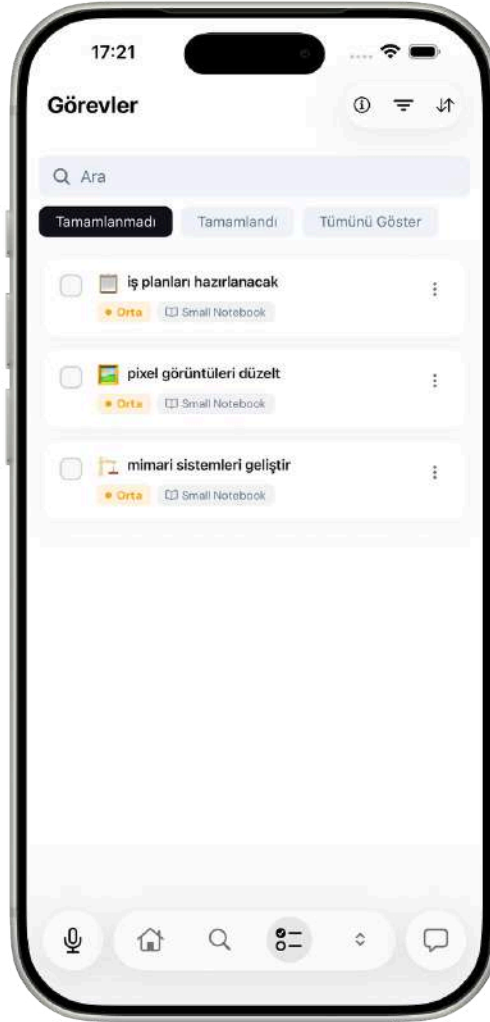 17:21
Görevler
Ara
Tamamlanmadı Tamamlandı Tümünü Göster
iş planları hazırlanacak
Orta Small Notebook
pixel görüntüleri düzelt
Orta Small Notebook
mimari sistemleri geliştir
Orta Small Notebook